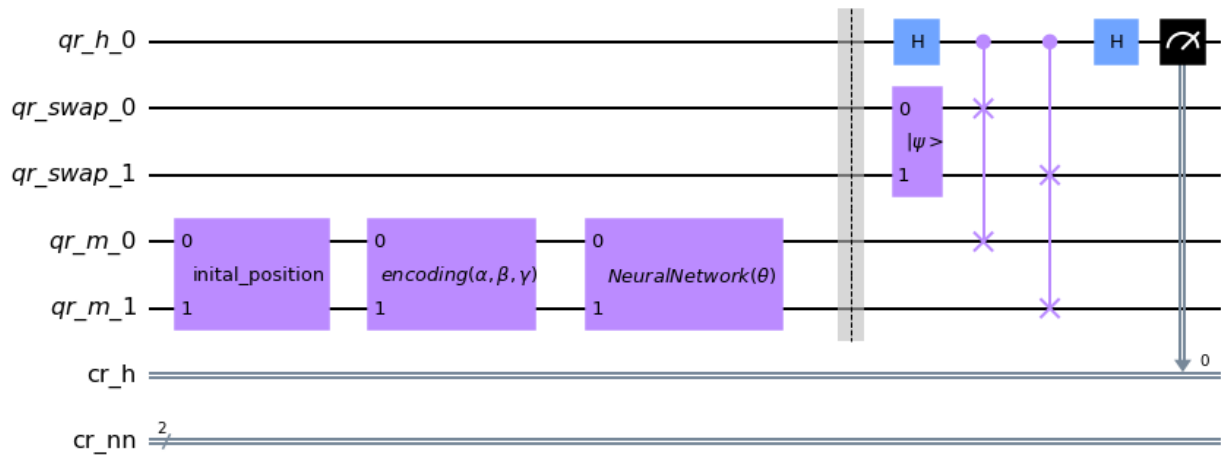 qr_h_0 H H
qr_swap_0 0
|ψ>
qr_swap_1 1
qr_m_0 0 0 0
inital_position encoding(α, β, γ) NeuralNetwork(θ)
qr_m_1 1 1 1
cr_h 0
cr_nn 2